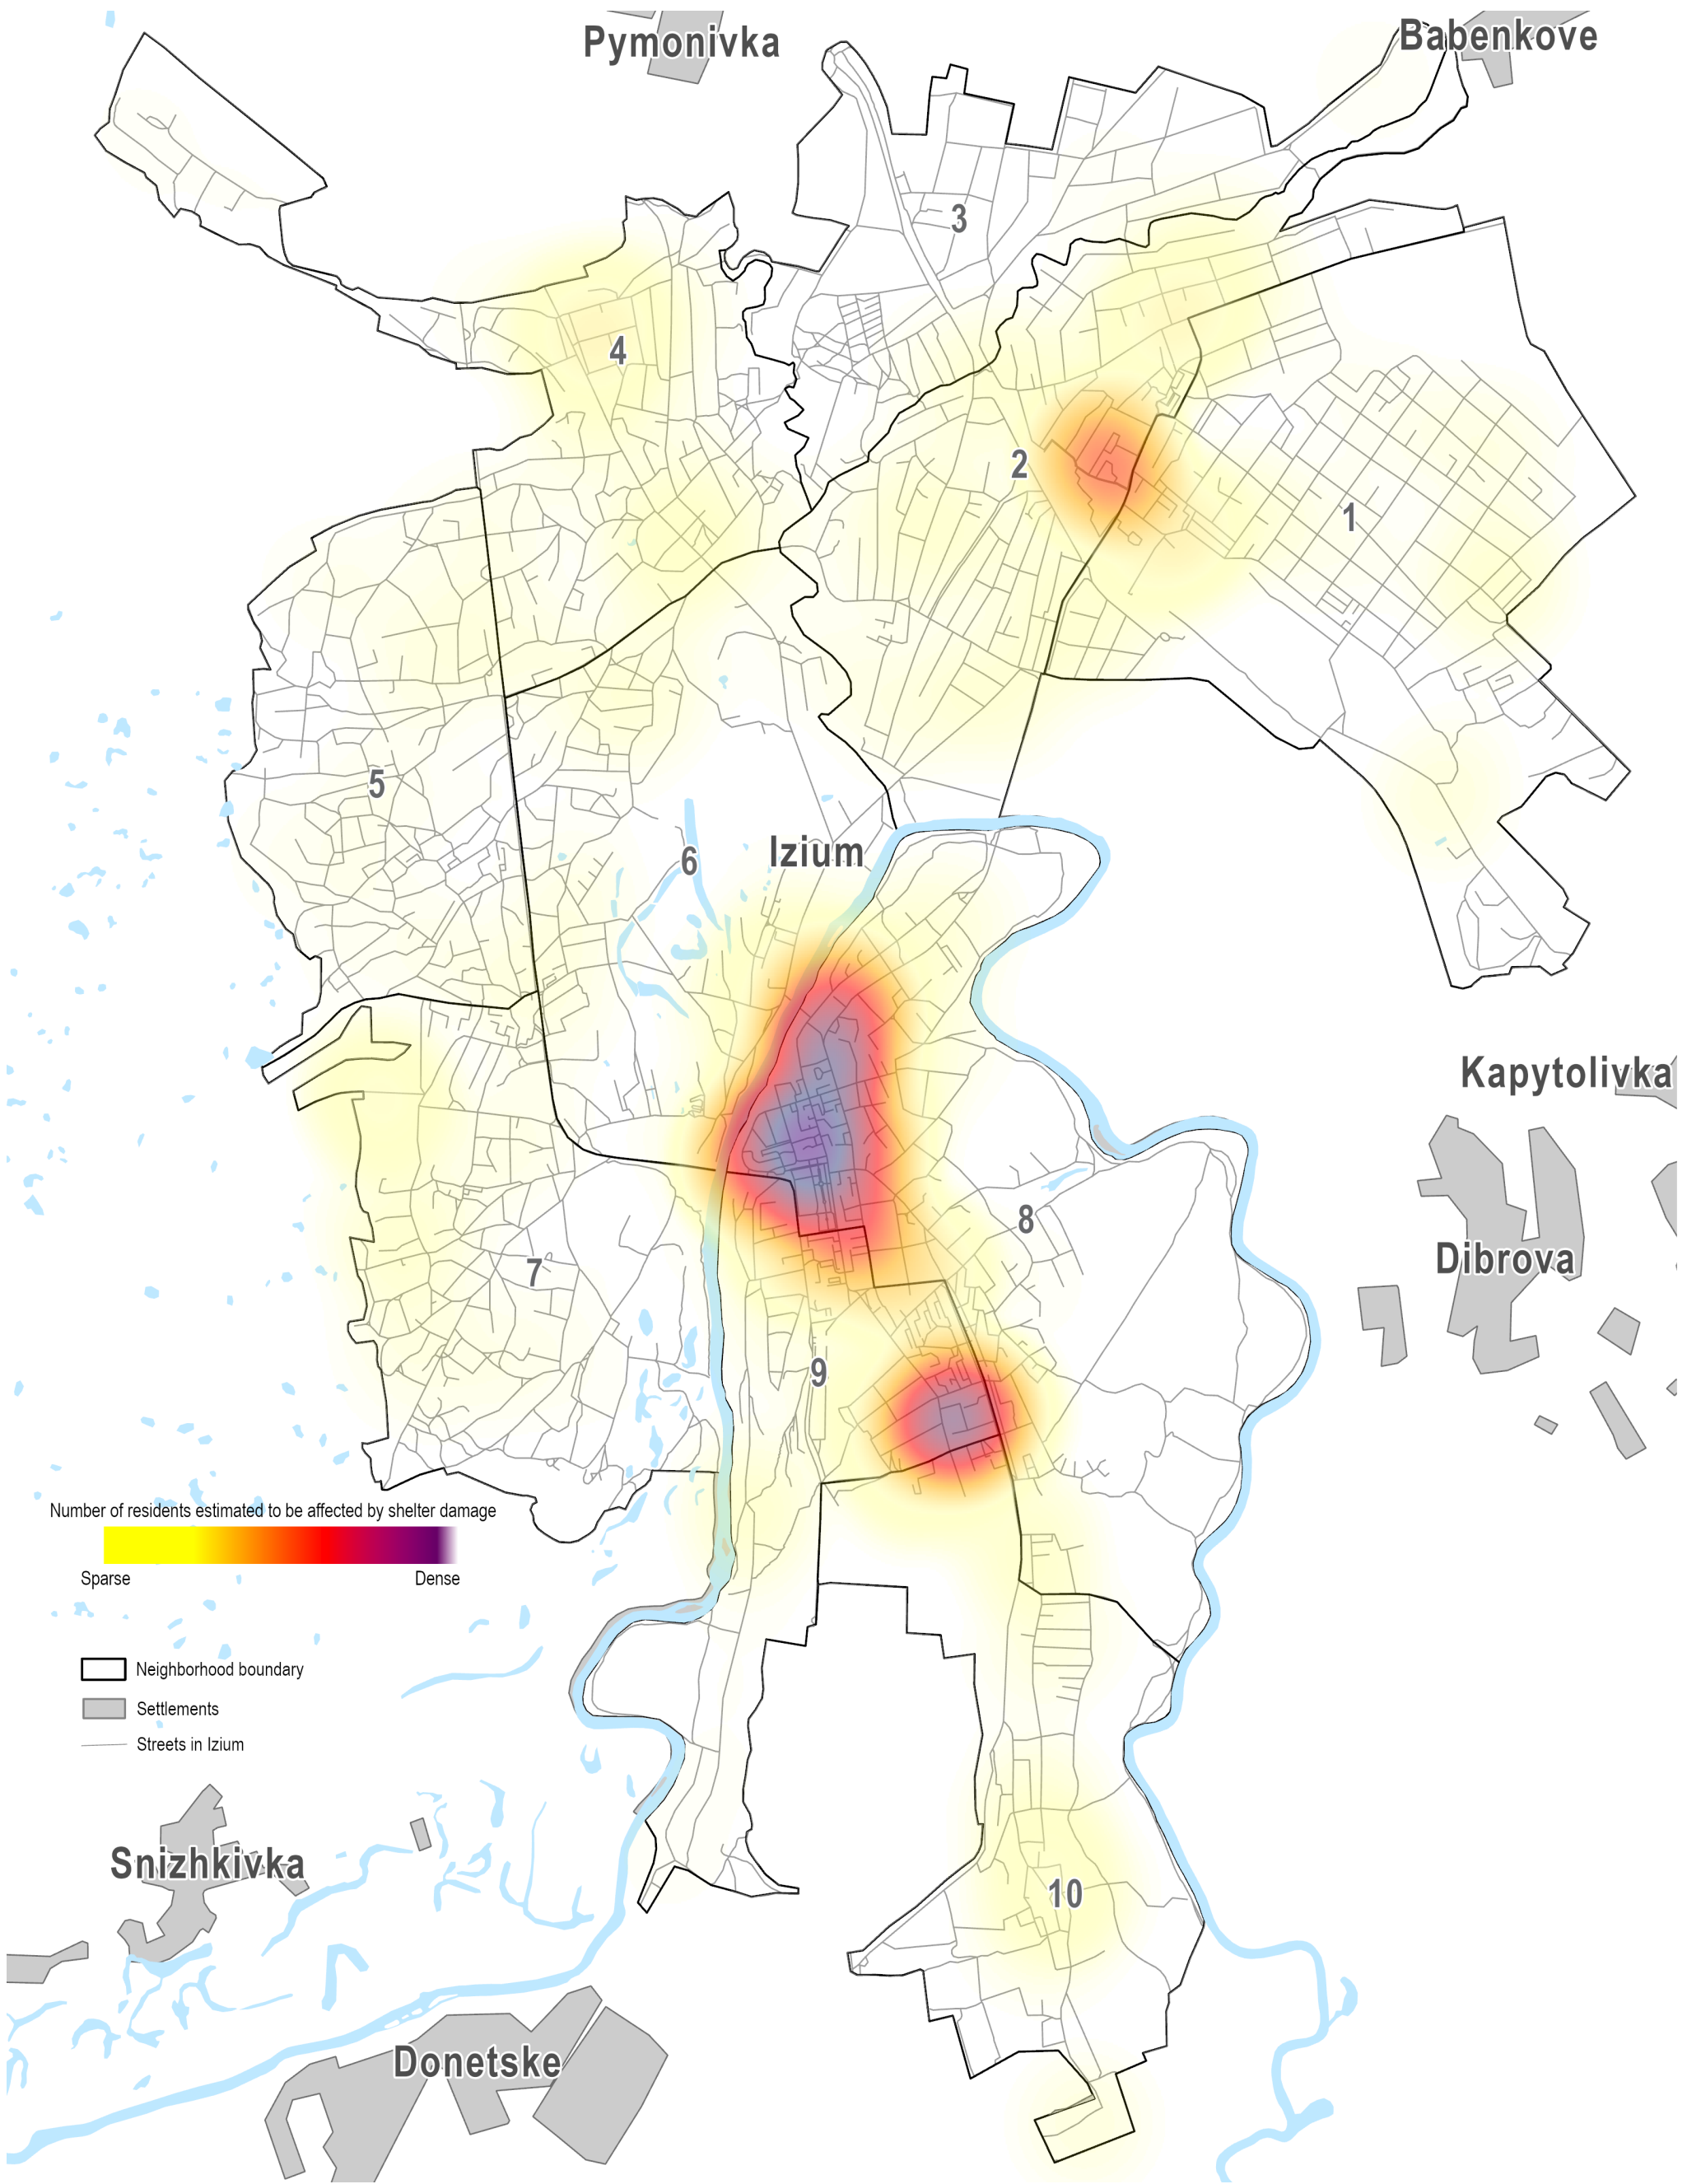 Pymonivka
Babenkove
3
4
2
1
5
Izium
6
Kapytolivka
8
Dibrova
7
9
Number of residents estimated to be affected by shelter damage
Sparse
Dense
Neighborhood boundary
Settlements
Streets in Izium
Snizhkivka
10
Donetske